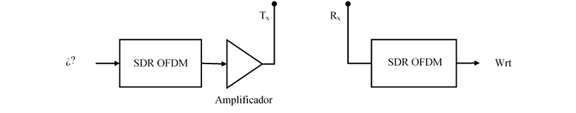 Tx
Rx
¿?
SDR OFDM
SDR OFDM
Wrt
Amplificador